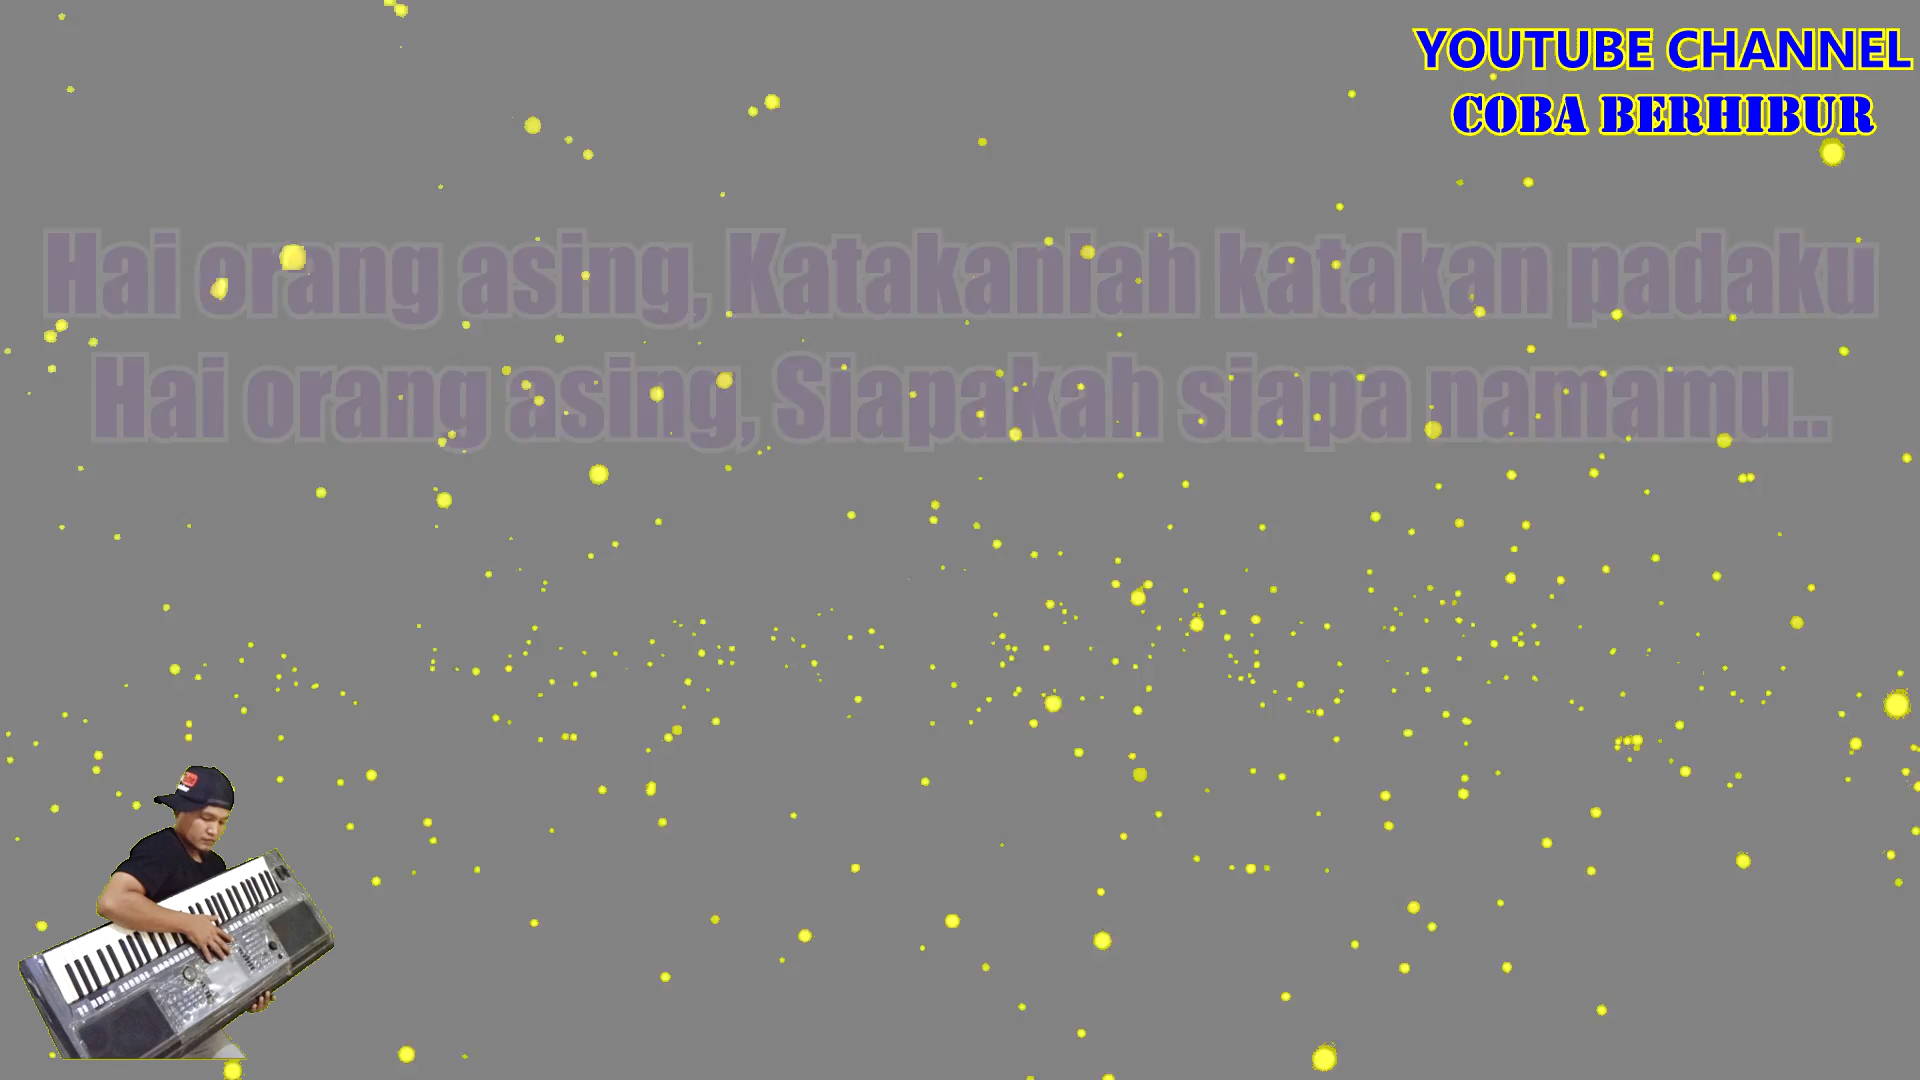 YOUTUBE CHANNEL
COBA BERHIBUR
Hai orang asing, Katakanlah katakan padaku
Hai orang asing, Siapakah siapa namamu..